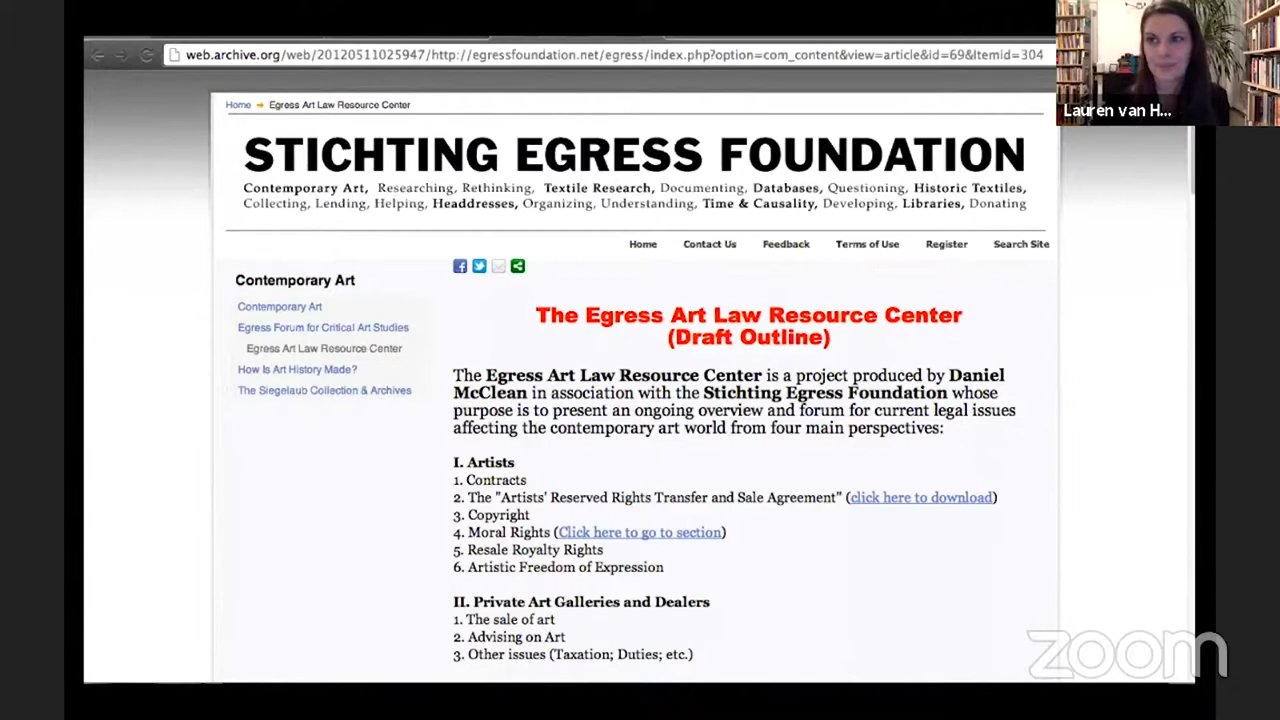 web.archive.org/web/20120511025947/http://egressfoundation.net/egress/index.php?option=com_content&view=article&id=69&Itemid=304
Lauren van H...
Home → Egress Art Law Resource Center
STICHTING EGRESS FOUNDATION
Contemporary Art, Researching, Rethinking, Textile Research, Documenting, Databases, Questioning, Historic Textiles,
Collecting, Lending, Helping, Headdresses, Organizing, Understanding, Time & Causality, Developing, Libraries, Donating
Home Contact Us Feedback Terms of Use Register Search Site
Contemporary Art
Contemporary Art
Egress Forum for Critical Art Studies
Egress Art Law Resource Center
How Is Art History Made?
The Siegelaub Collection & Archives
The Egress Art Law Resource Center
(Draft Outline)
The Egress Art Law Resource Center is a project produced by Daniel
McClean in association with the Stichting Egress Foundation whose
purpose is to present an ongoing overview and forum for current legal issues
affecting the contemporary art world from four main perspectives:
I. Artists
1. Contracts
2. The "Artists' Reserved Rights Transfer and Sale Agreement" (click here to download)
3. Copyright
4. Moral Rights (Click here to go to section)
5. Resale Royalty Rights
6. Artistic Freedom of Expression
II. Private Art Galleries and Dealers
1. The sale of art
2. Advising on Art
3. Other issues (Taxation; Duties; etc.)
zoom